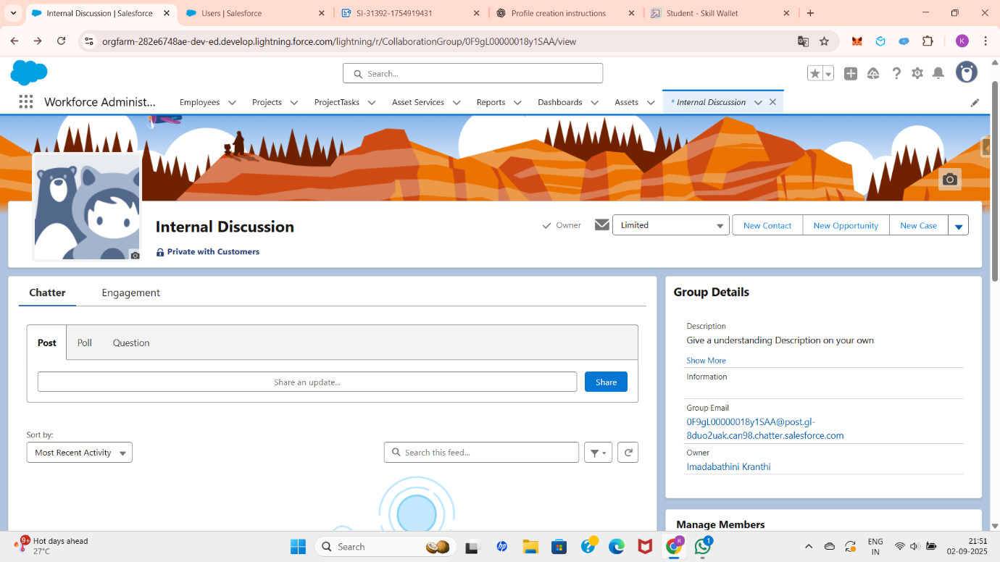 Internal Discussion | Salesforce
Users | Salesforce
SI-31392-1754919431
Profile creation instructions
Student - Skill Wallet
orgfarm-282e6748ae-dev-ed.develop.lightning.force.com/lightning/r/CollaborationGroup/0F9gL00000018y1SAA/view
K
Search...
Workforce Administ...
Employees
Projects
ProjectTasks
Asset Services
Reports
Dashboards
Assets
* Internal Discussion
Internal Discussion
Private with Customers
Owner
Limited
New Contact
New Opportunity
New Case
Chatter
Engagement
Post
Poll
Question
Share an update...
Share
Sort by:
Most Recent Activity
Search this feed...
Group Details
Description
Give a understanding Description on your own
Show More
Information
Group Email
0F9gL00000018y1SAA@post.gl-
8duo2uak.can98.chatter.salesforce.com
Owner
Imadabathini Kranthi
Manage Members
9+
Hot days ahead
27°C
Search
hp
K
1
ENG
IN
21:51
02-09-2025